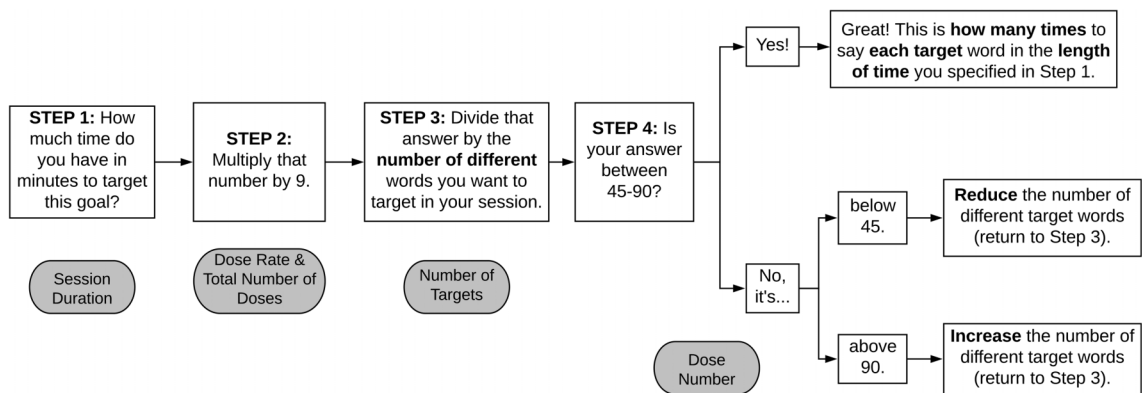 STEP 1: How
much time do
you have in
minutes to target
this goal?
STEP 2:
Multiply that
number by 9.
STEP 3: Divide that
answer by the
number of different
words you want to
target in your session.
STEP 4: Is
your answer
between
45-90?
Yes!
Great! This is how many times to
say each target word in the length
of time you specified in Step 1.
No,
it's...
below
45.
Reduce the number of
different target words
(return to Step 3).
above
90.
Increase the number of
different target words
(return to Step 3).
Session
Duration
Dose Rate &
Total Number of
Doses
Number of
Targets
Dose
Number